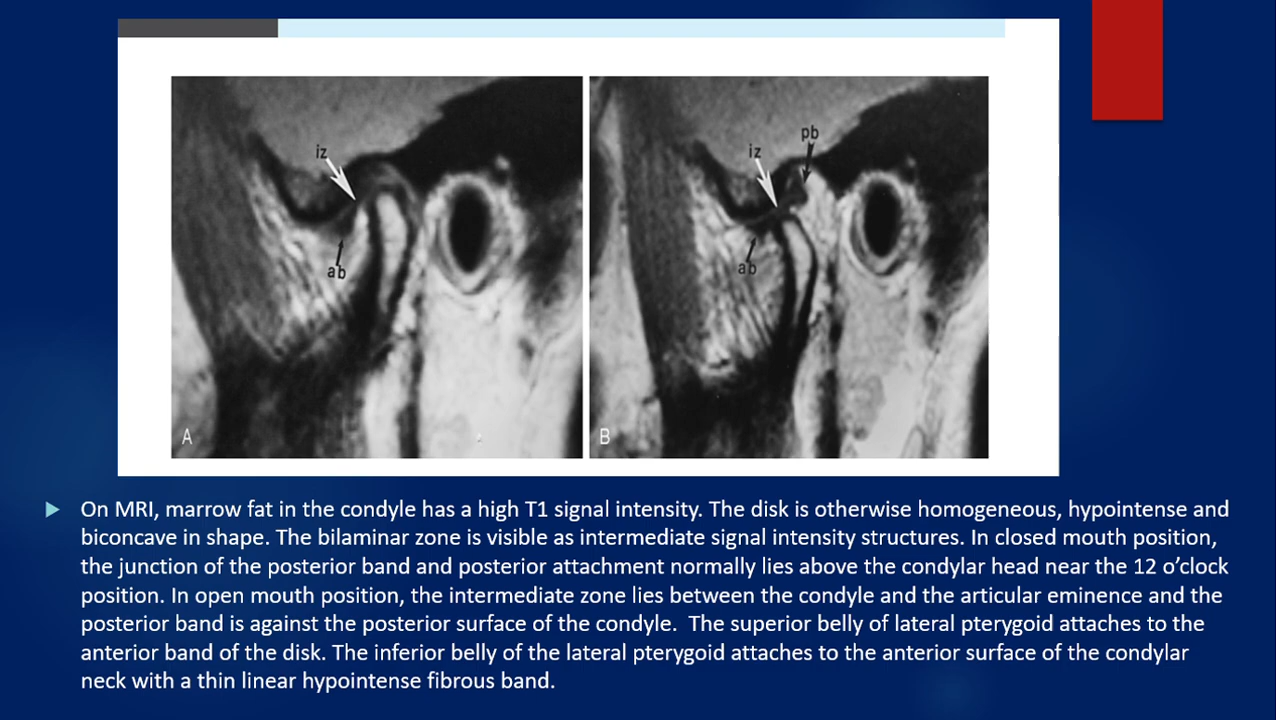 iz
ab
A
pb
iz
ab
B
On MRI, marrow fat in the condyle has a high T1 signal intensity. The disk is otherwise homogeneous, hypointense and
biconcave in shape. The bilaminar zone is visible as intermediate signal intensity structures. In closed mouth position,
the junction of the posterior band and posterior attachment normally lies above the condylar head near the 12 o’clock
position. In open mouth position, the intermediate zone lies between the condyle and the articular eminence and the
posterior band is against the posterior surface of the condyle.  The superior belly of lateral pterygoid attaches to the
anterior band of the disk. The inferior belly of the lateral pterygoid attaches to the anterior surface of the condylar
neck with a thin linear hypointense fibrous band.